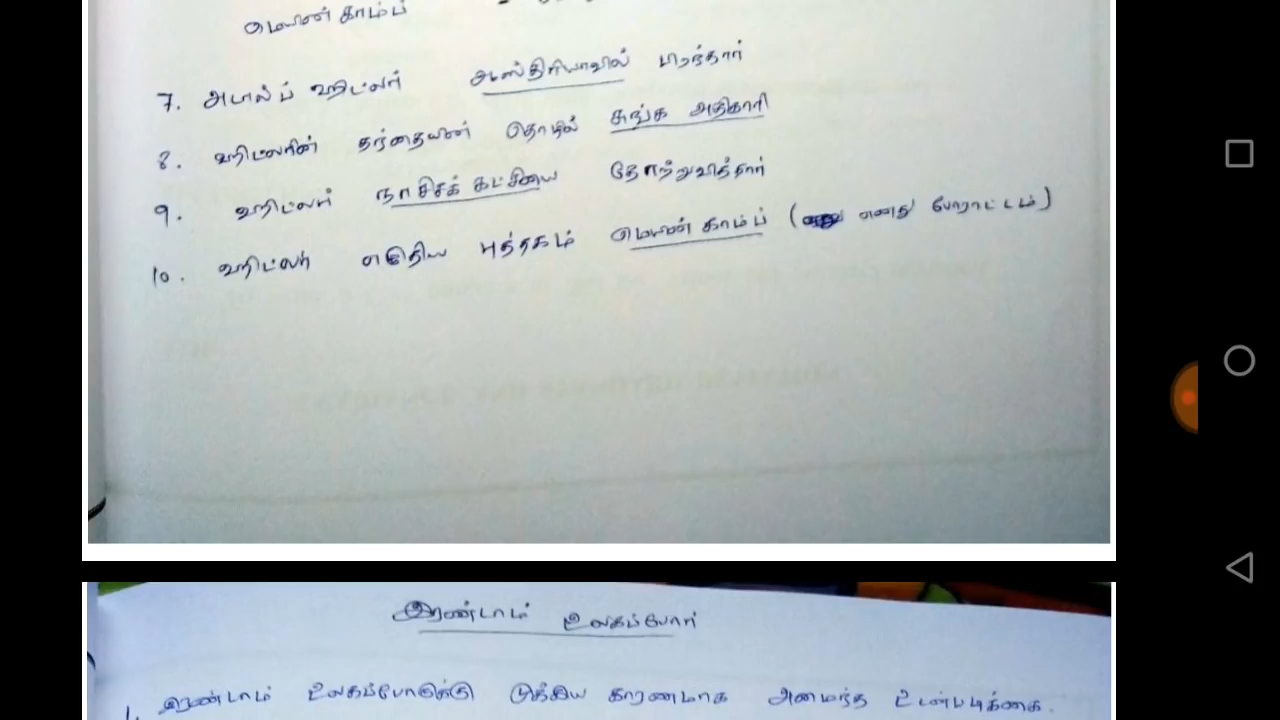 மெயின் காம்ப்
7. அடால்ப் ஹிட்லர் ஆஸ்திரியாவில் பிறந்தார்
8. ஹிட்லரின் தந்தையின் தொழில் சுங்க அதிகாரி
9. ஹிட்லர் நாசிசக் கட்சியை தோற்றுவித்தார்
10. ஹிட்லர் எழுதிய புத்தகம் மெயின் காம்ப் (எனது போராட்டம்)
இரண்டாம் உலகப்போர்
1. இரண்டாம் உலகப்போருக்கு முக்கிய காரணமாக அமைந்த உடன்படிக்கை.